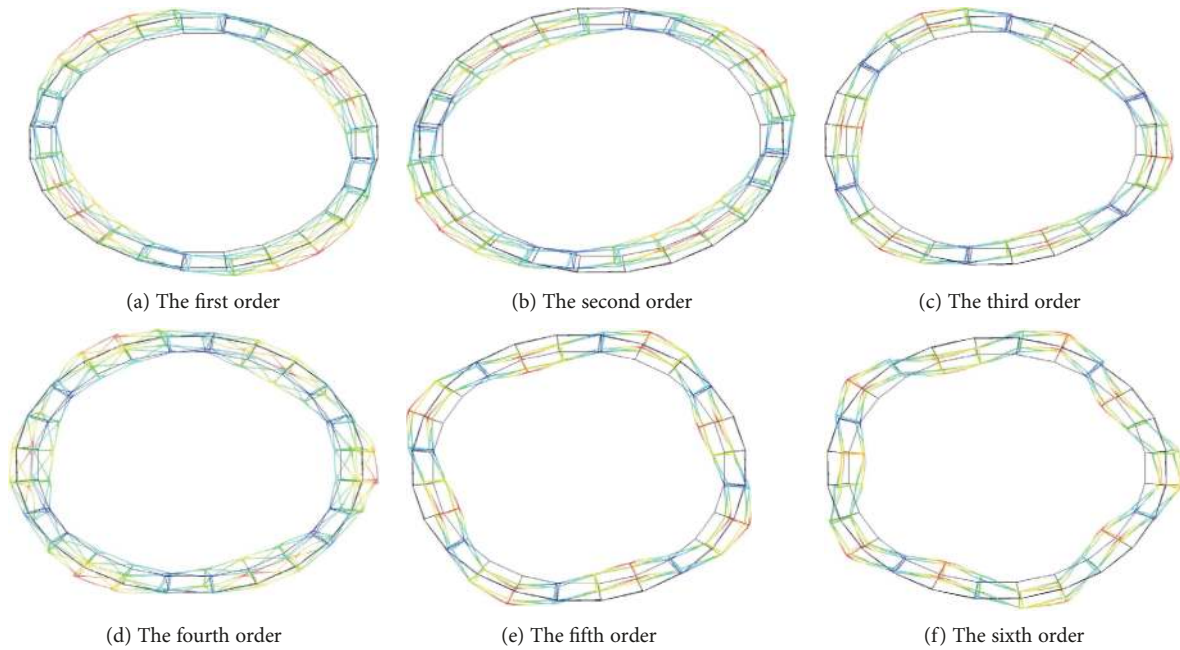 (a) The first order
(b) The second order
(c) The third order
(d) The fourth order
(e) The fifth order
(f) The sixth order